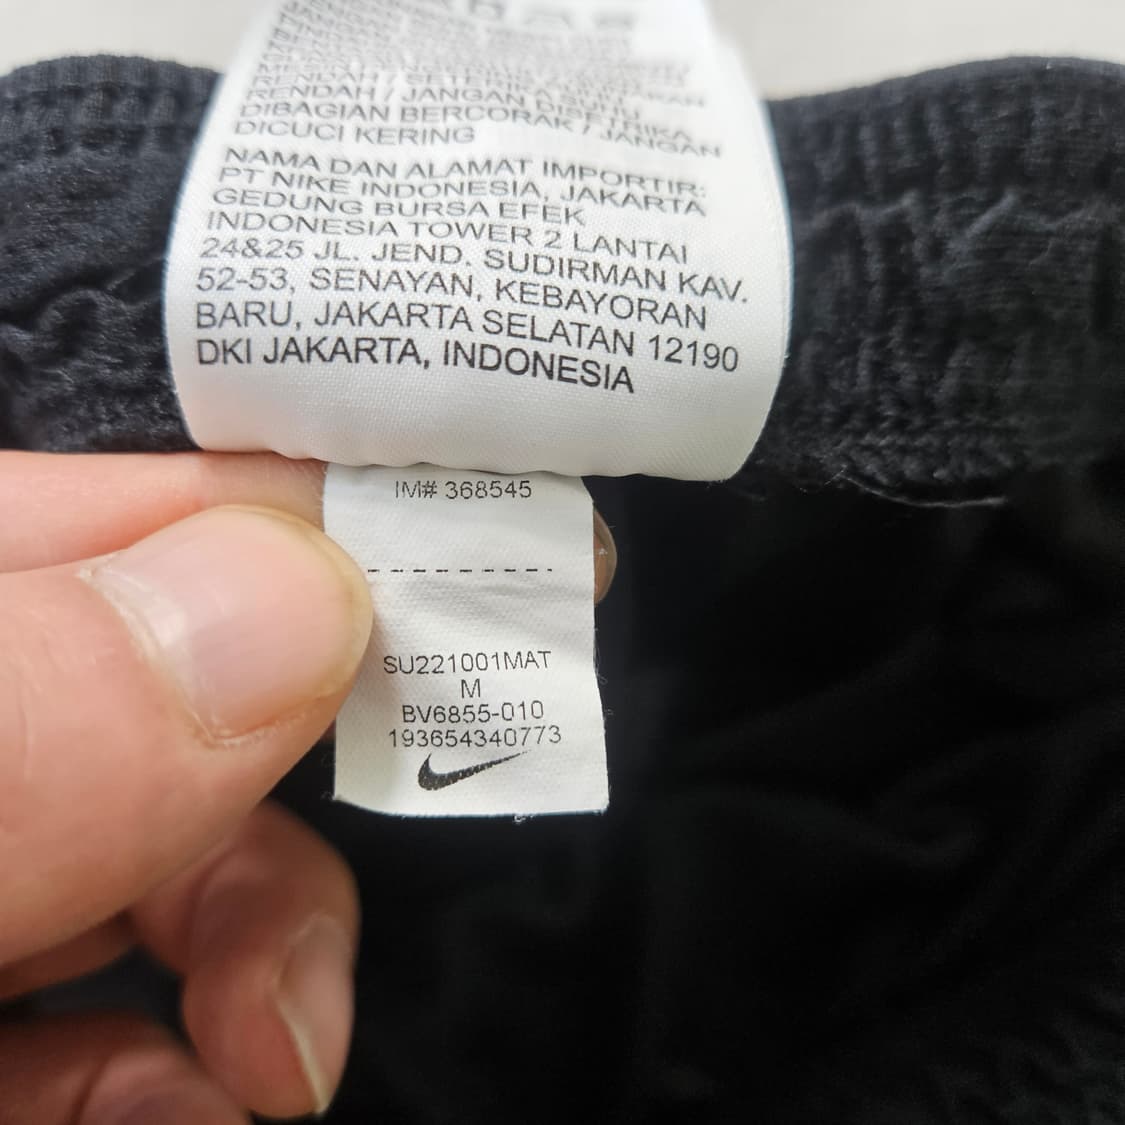 RENDAH / JANGAN DISETRIKA
DIBAGIAN BERCORAK / JANGAN
DICUCI KERING
NAMA DAN ALAMAT IMPORTIR:
PT NIKE INDONESIA, JAKARTA
GEDUNG BURSA EFEK
INDONESIA TOWER 2 LANTAI
24&25 JL. JEND. SUDIRMAN KAV.
52-53, SENAYAN, KEBAYORAN
BARU, JAKARTA SELATAN 12190
DKI JAKARTA, INDONESIA
IM# 368545
SU221001MAT
M
BV6855-010
193654340773